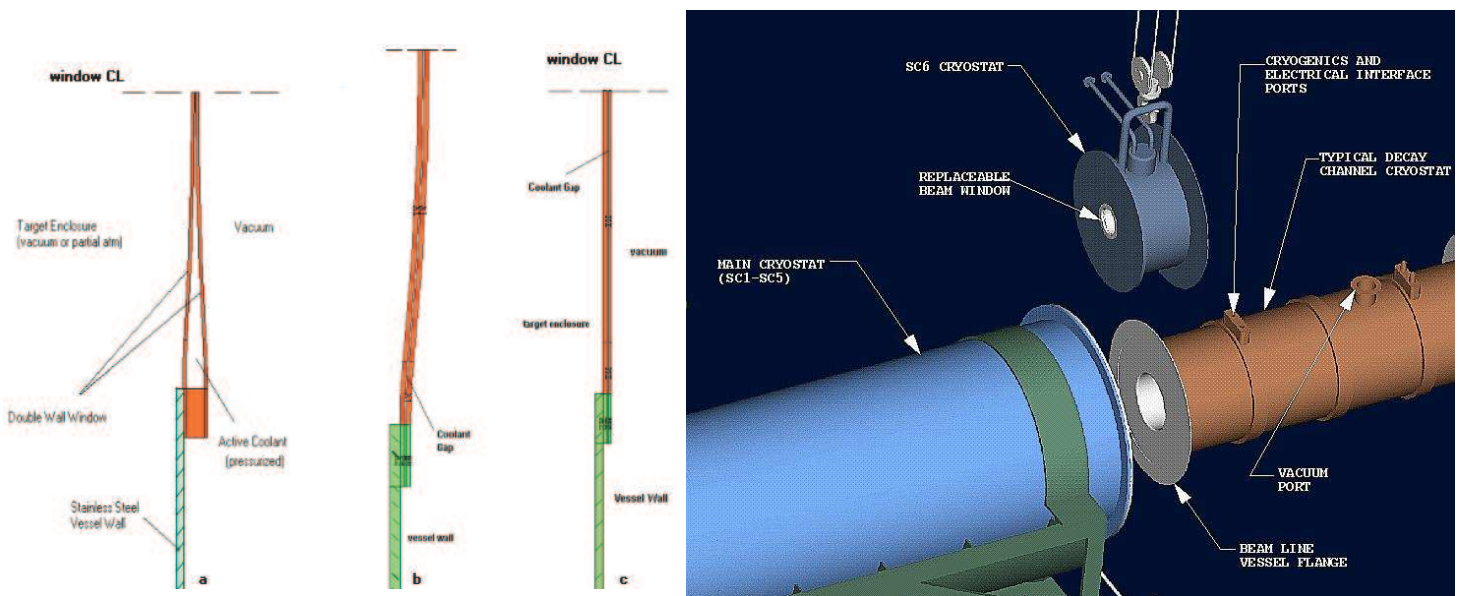 window CL
Target Enclosure
(vacuum or partial atm)
Vacuum
Double Wall Window
Active Coolant
(pressurized)
Stainless Steel
Vessel Wall
a
Coolant
Gap
vessel wall
b
window CL
Coolant Gap
vacuum
target enclosure
Vessel Wall
c
SC6 CRYOSTAT
CRYOGENICS AND
ELECTRICAL INTERFACE
PORTS
REPLACEABLE
BEAM WINDOW
TYPICAL DECAY
CHANNEL CRYOSTAT
MAIN CRYOSTAT
(SC1-SC5)
VACUUM
PORT
BEAM LINE
VESSEL FLANGE